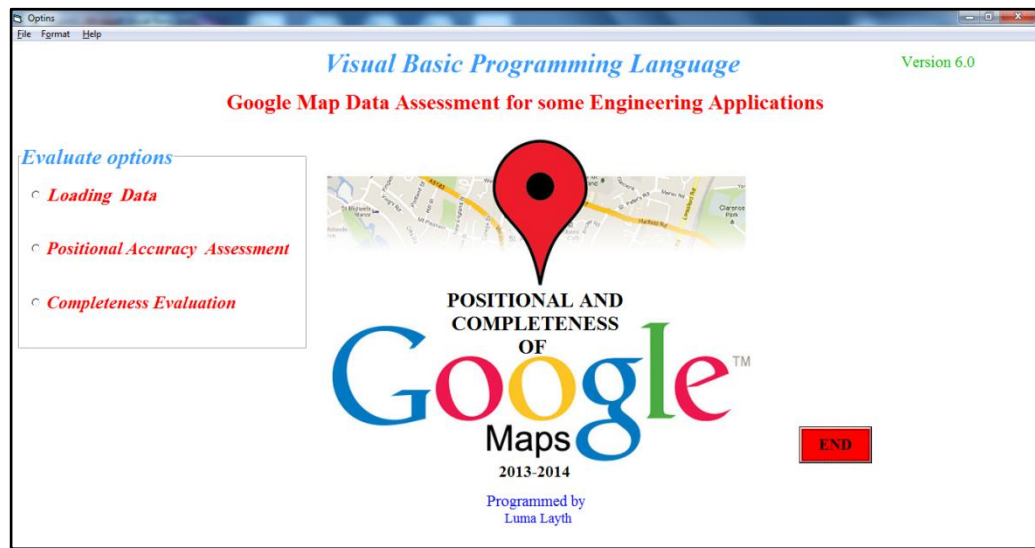 Optins
File Format Help
Visual Basic Programming Language
Version 6.0
Google Map Data Assessment for some Engineering Applications
Evaluate options
Loading Data
Positional Accuracy Assessment
Completeness Evaluation
POSITIONAL AND
COMPLETENESS
OF
Google™
Maps
2013-2014
END
Programmed by
Luma Layth